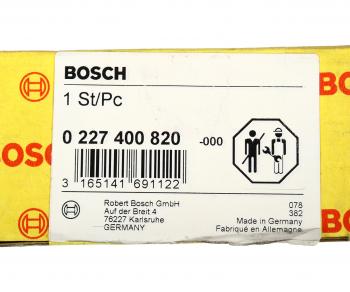 BOSCH
1 St/Pc
0 227 400 820 -000
3 165141 691122
Robert Bosch GmbH
Auf der Breit 4
76227 Karlsruhe
GERMANY
078
382
Made in Germany
Fabriqué en Allemagne
BOSCH
BOSC